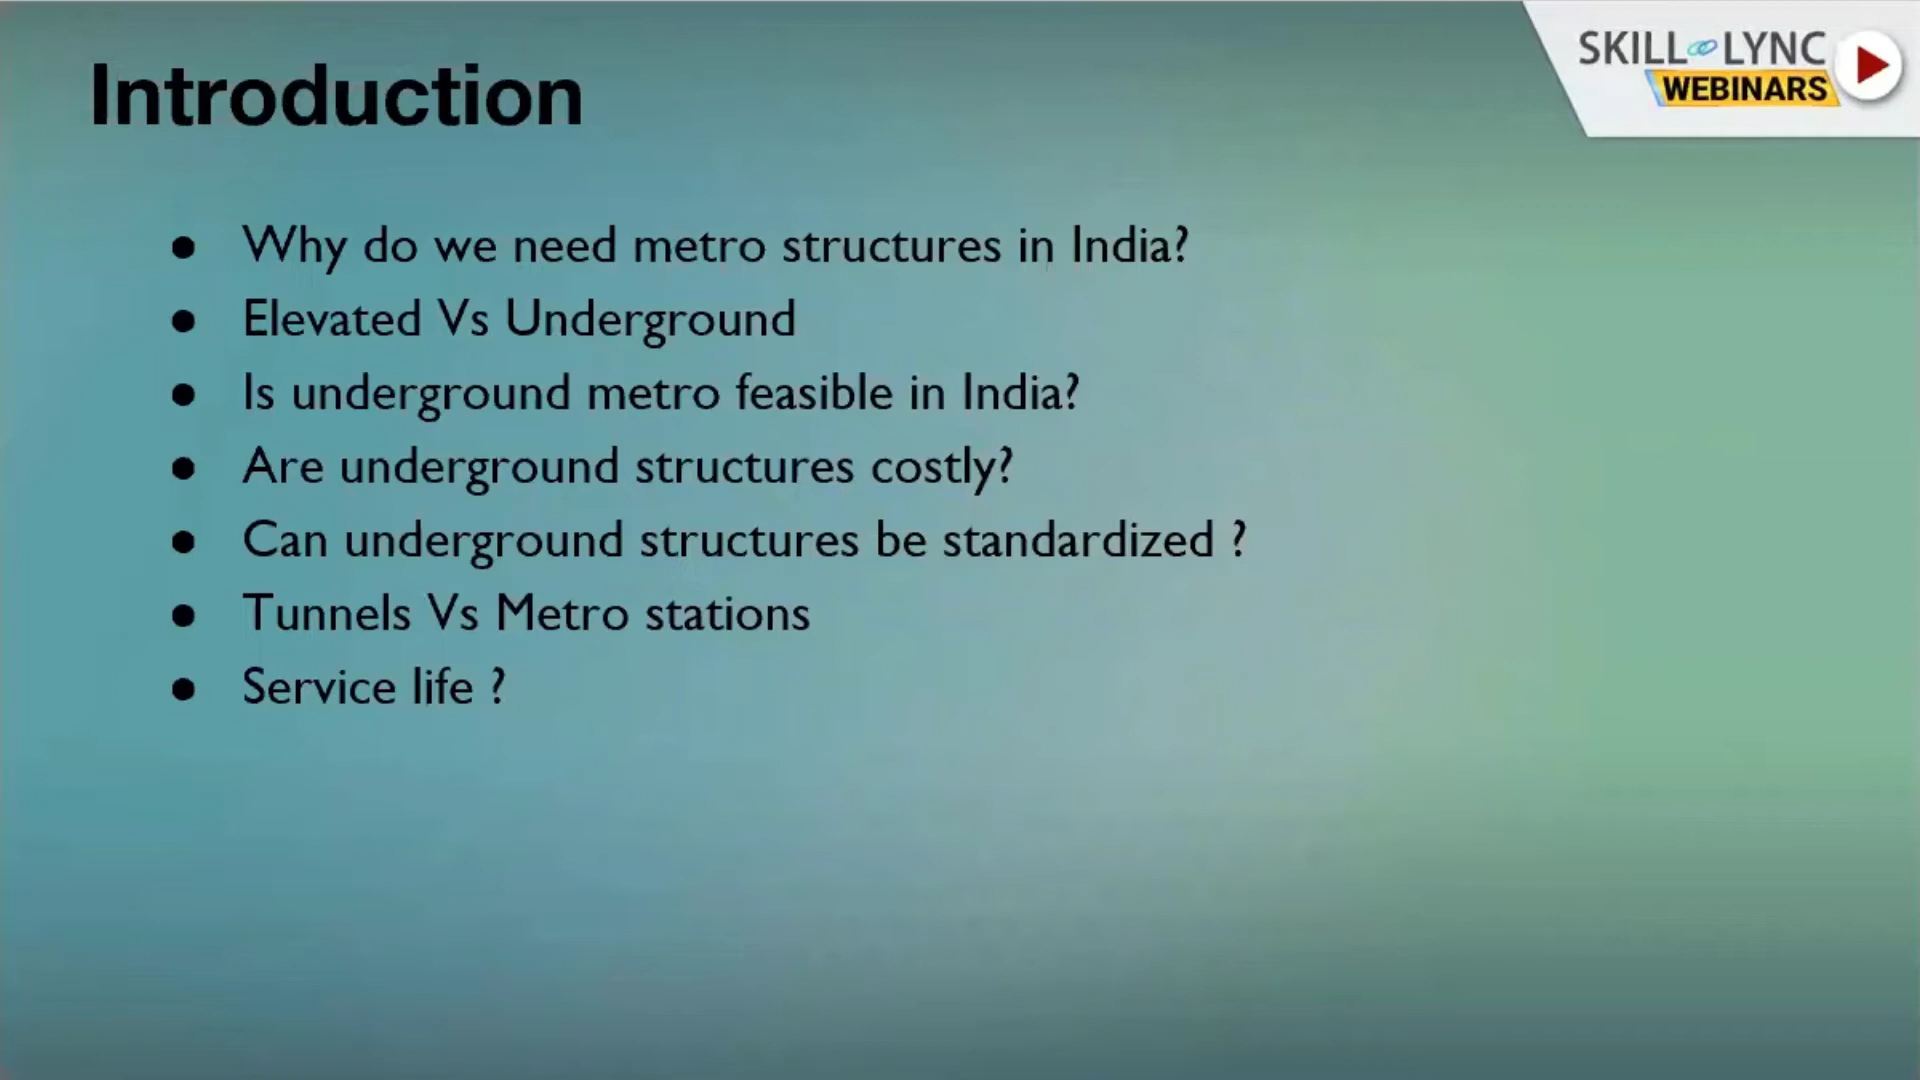 SKILL LYNC
WEBINARS
Introduction
● Why do we need metro structures in India?
● Elevated Vs Underground
● Is underground metro feasible in India?
● Are underground structures costly?
● Can underground structures be standardized ?
● Tunnels Vs Metro stations
● Service life ?